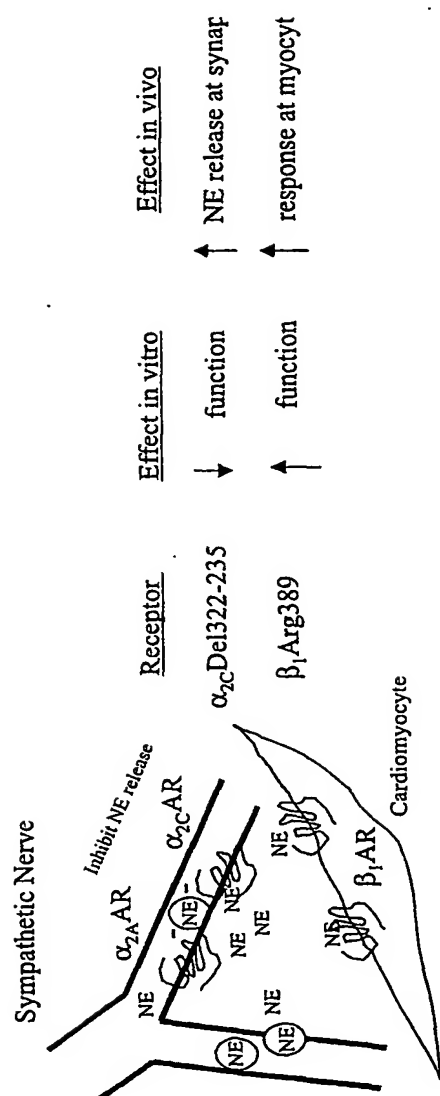 Sympathetic Nerve
Inhibit NE release
α2AAR
α2CAR
NE
NE
NE
NE
NE
NE
NE
NE
NE
NE
β1AR
Cardiomyocyte
Receptor
Effect in vitro
Effect in vivo
α2CDel322-235
↓ function
↑ NE release at synap
β1Arg389
↑ function
↑ response at myocyt